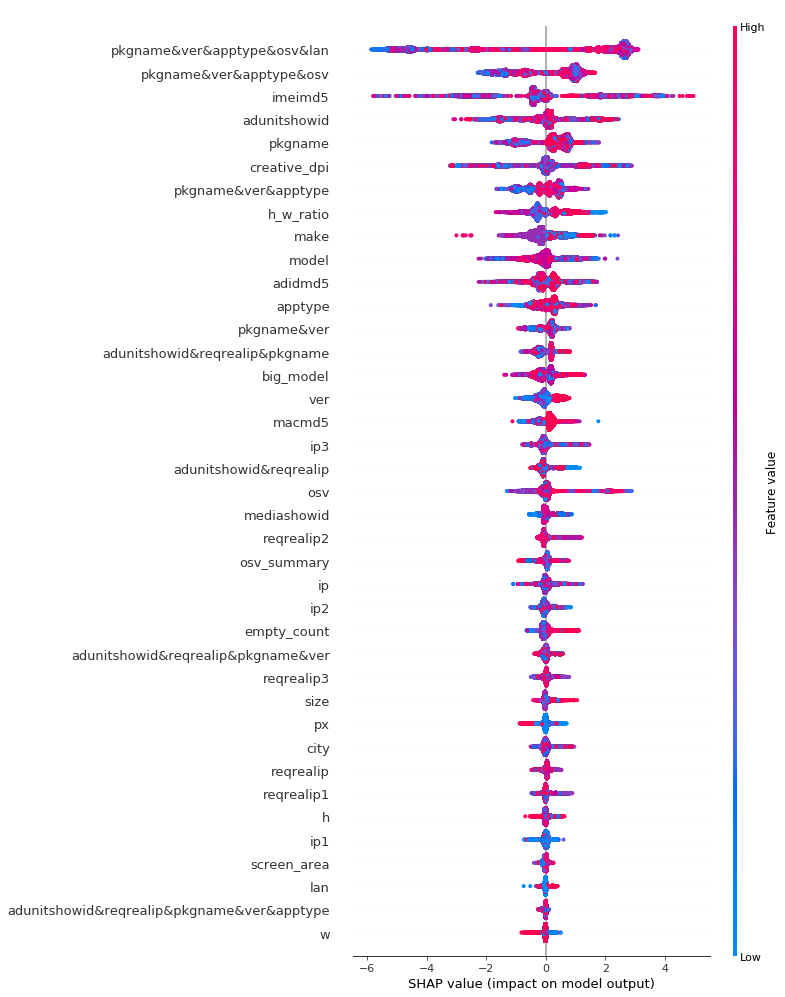 High
pkgname&ver&apptype&osv&lan
pkgname&ver&apptype&osv
imeimd5
adunitshowid
pkgname
creative_dpi
pkgname&ver&apptype
h_w_ratio
make
model
adidmd5
apptype
pkgname&ver
adunitshowid&reqrealip&pkgname
big_model
ver
macmd5
ip3
adunitshowid&reqrealip
osv
mediashowid
reqrealip2
osv_summary
ip
ip2
empty_count
adunitshowid&reqrealip&pkgname&ver
reqrealip3
size
px
city
reqrealip
reqrealip1
h
ip1
screen_area
lan
adunitshowid&reqrealip&pkgname&ver&apptype
w
Feature value
Low
−6 −4 −2 0 2 4
SHAP value (impact on model output)